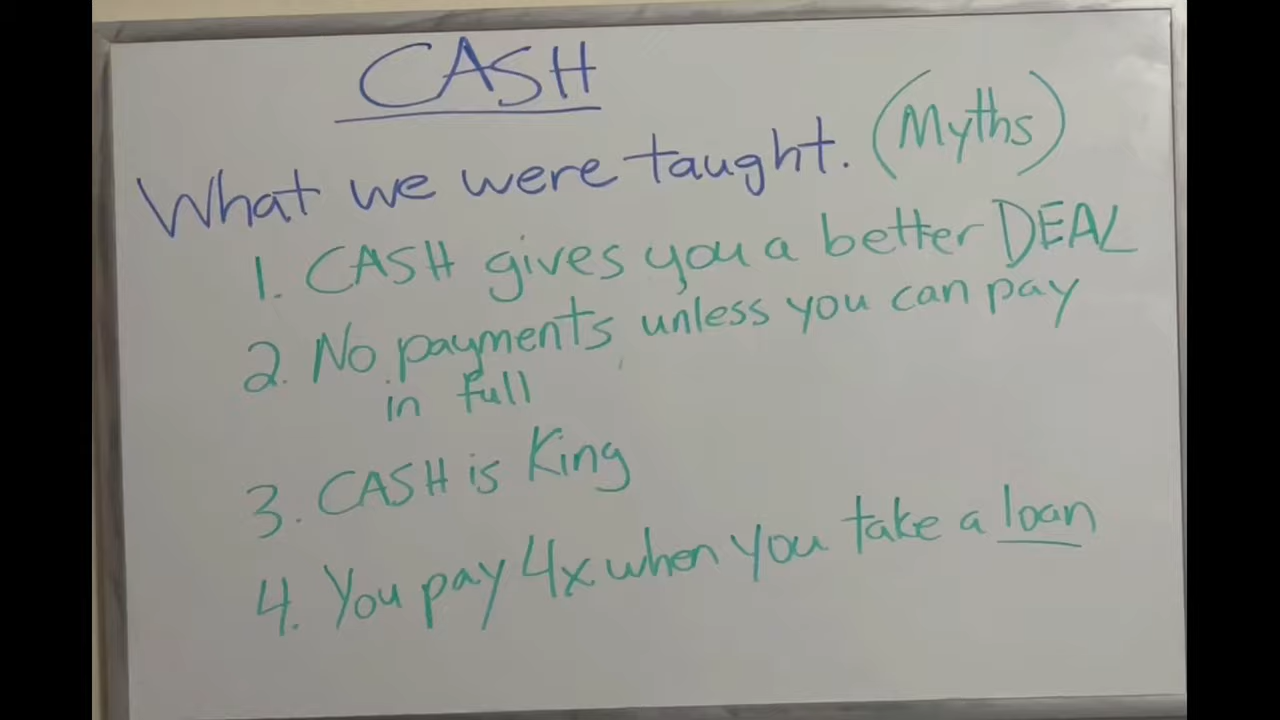 CASH
What we were taught. (Myths)
1. CASH gives you a better DEAL
2. No payments unless you can pay
in full
3. CASH is King
4. You pay 4x when you take a loan